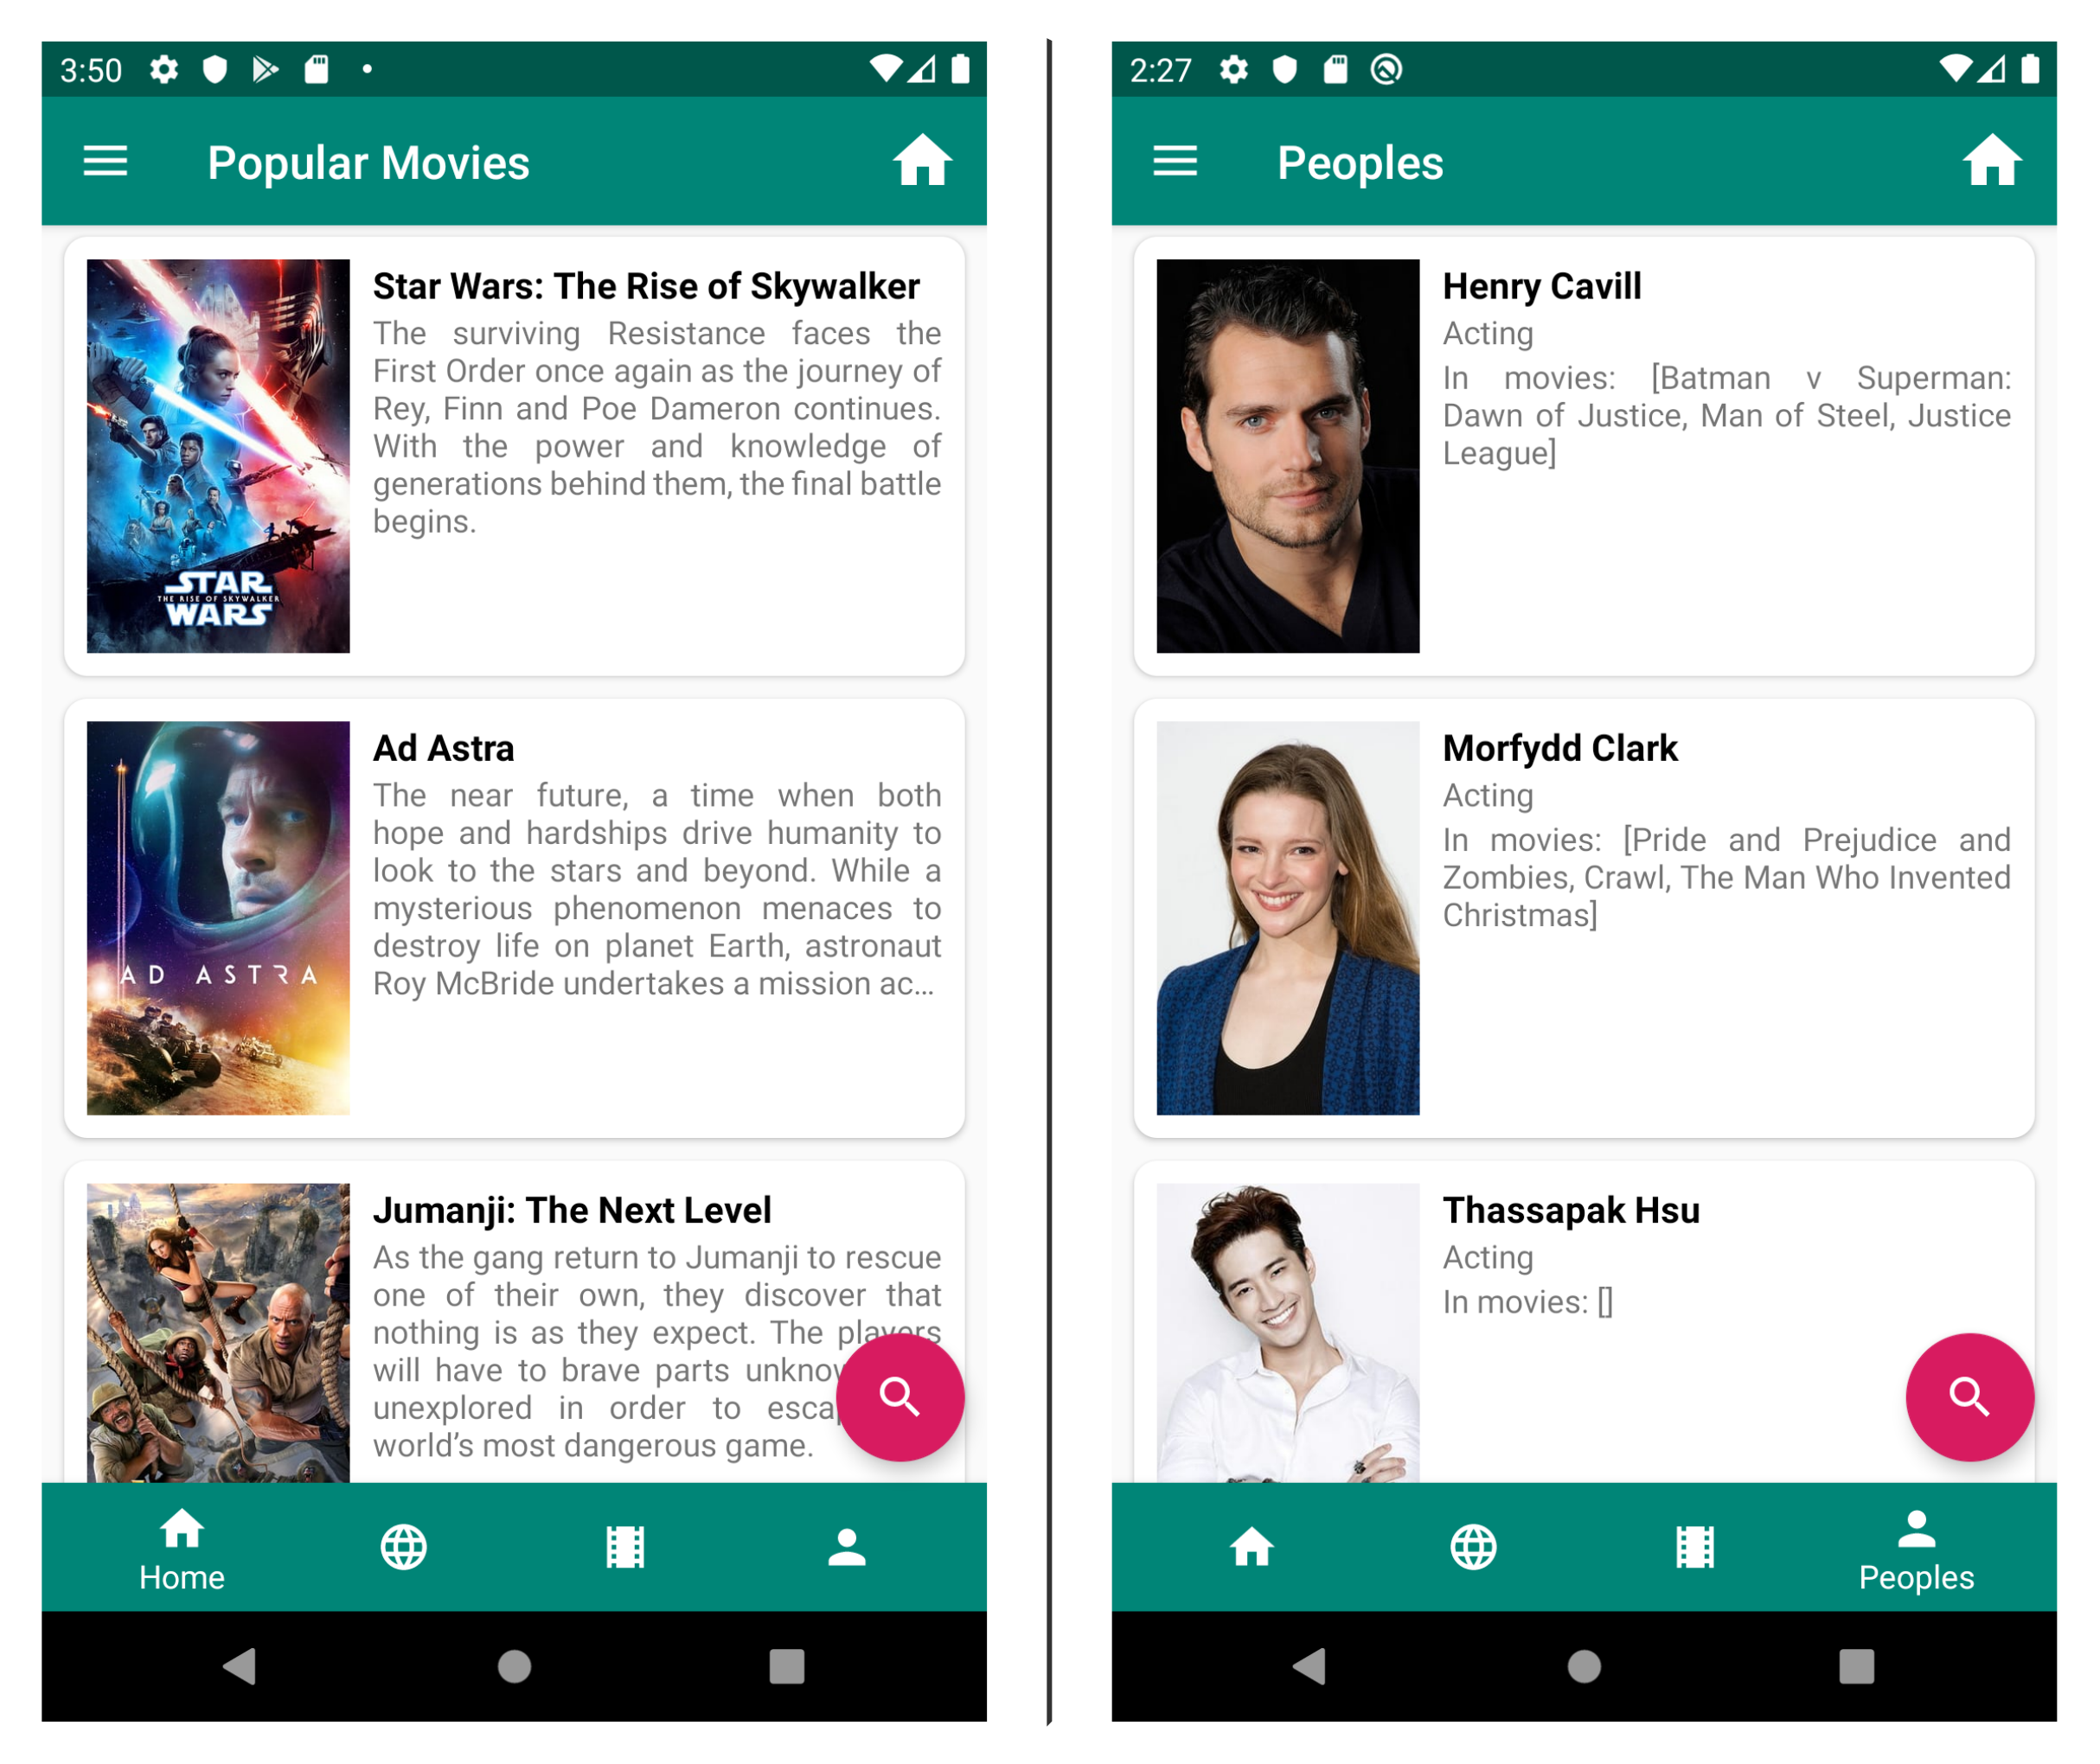 3:50
Popular Movies
Star Wars: The Rise of Skywalker
The surviving Resistance faces the
First Order once again as the journey of
Rey, Finn and Poe Dameron continues.
With the power and knowledge of
generations behind them, the final battle
begins.
STAR
THE RISE OF SKYWALKER
WARS
Ad Astra
The near future, a time when both
hope and hardships drive humanity to
look to the stars and beyond. While a
mysterious phenomenon menaces to
destroy life on planet Earth, astronaut
Roy McBride undertakes a mission ac...
AD ASTRA
Jumanji: The Next Level
As the gang return to Jumanji to rescue
one of their own, they discover that
nothing is as they expect. The players
will have to brave parts
unexplored in order to
world’s most dangerous game.
Home
2:27
Peoples
Henry Cavill
Acting
In movies: [Batman v Superman:
Dawn of Justice, Man of Steel, Justice
League]
Morfydd Clark
Acting
In movies: [Pride and Prejudice and
Zombies, Crawl, The Man Who Invented
Christmas]
Thassapak Hsu
Acting
In movies: []
Peoples